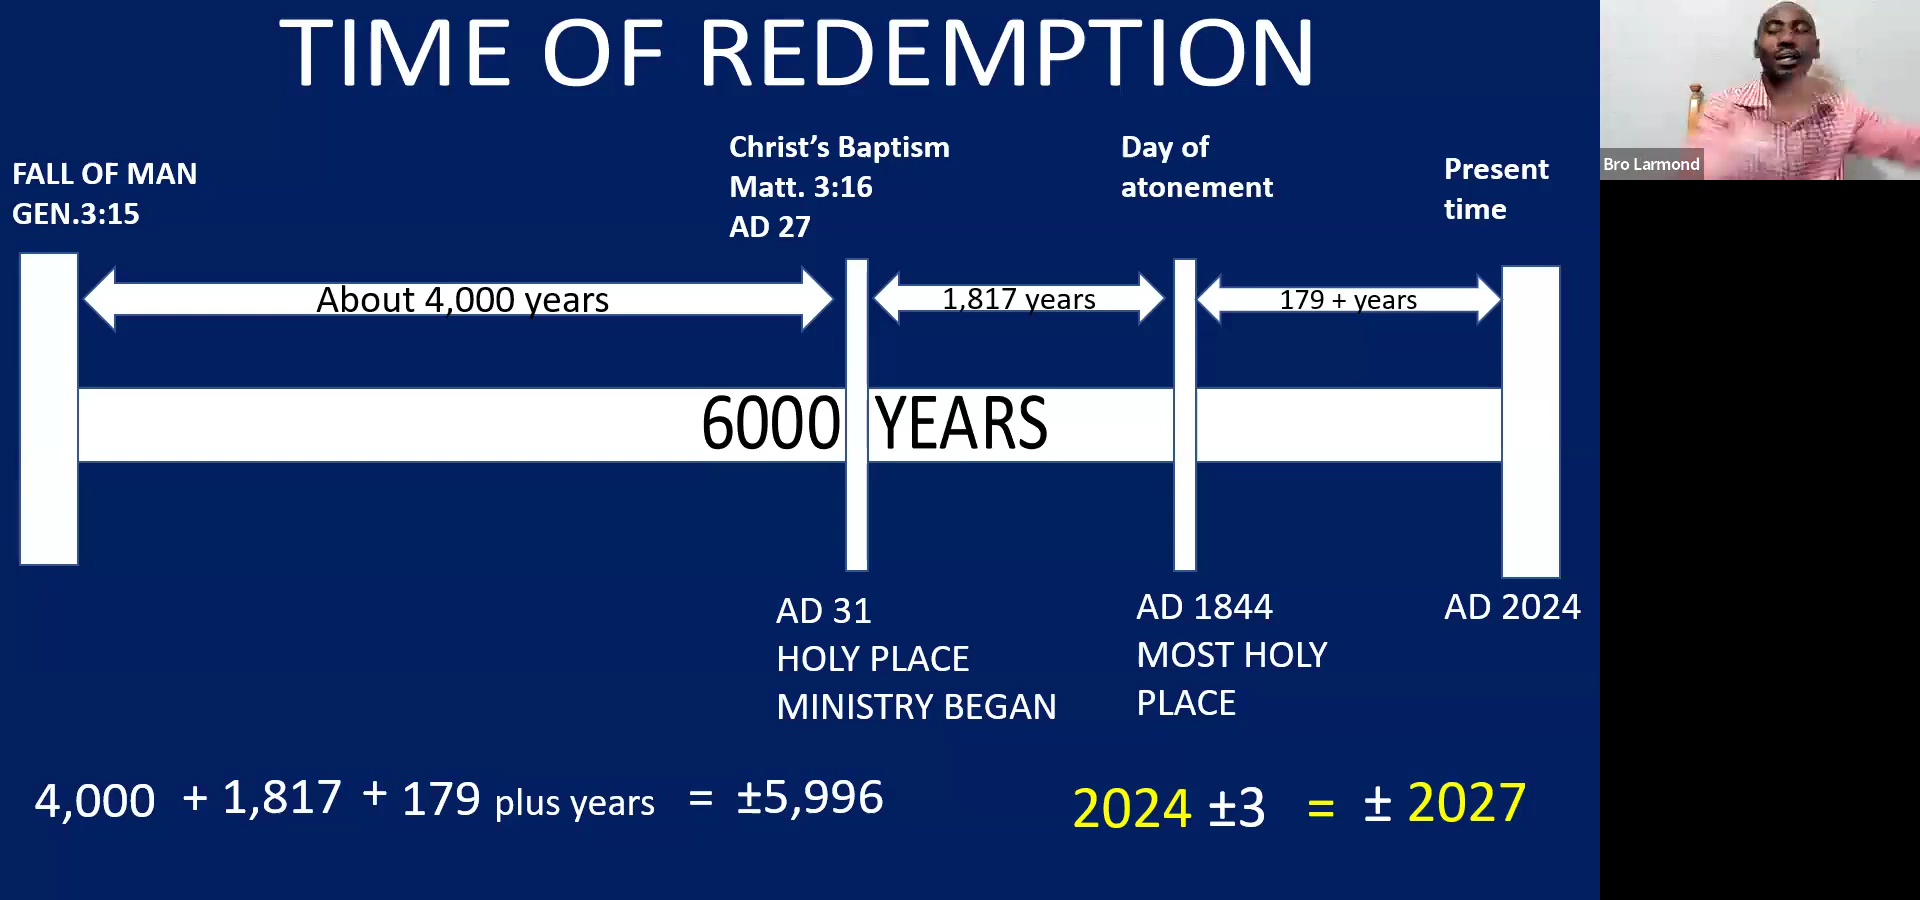 TIME OF REDEMPTION
FALL OF MAN
GEN.3:15
Christ's Baptism
Matt. 3:16
AD 27
Day of
atonement
Present
time
Bro Larmond
About 4,000 years
1,817 years
179 + years
6000 YEARS
AD 31
HOLY PLACE
MINISTRY BEGAN
AD 1844
MOST HOLY
PLACE
AD 2024
4,000 + 1,817 + 179 plus years = ±5,996
2024 ±3 = ± 2027